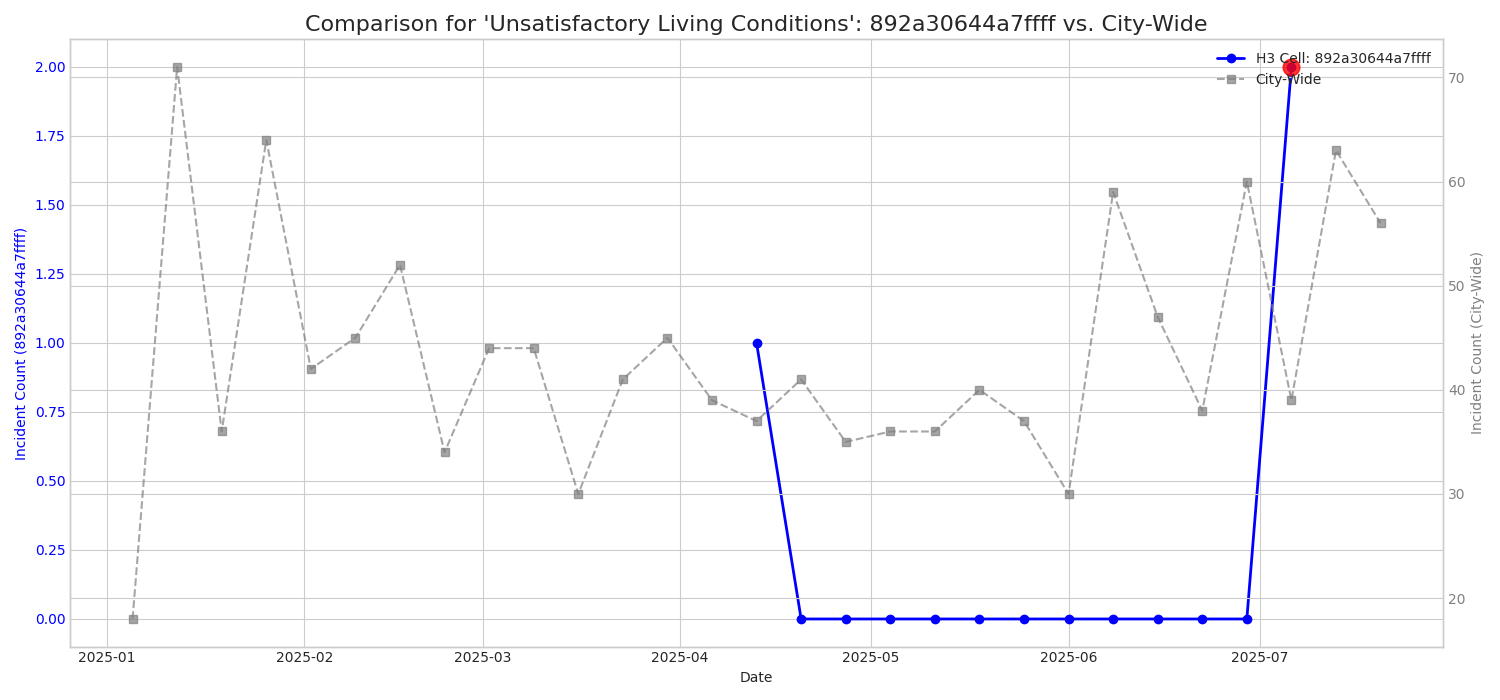 Comparison for 'Unsatisfactory Living Conditions': 892a30644a7ffff vs. City-Wide
H3 Cell: 892a30644a7ffff
City-Wide
Incident Count (892a30644a7ffff)
2.00
1.75
1.50
1.25
1.00
0.75
0.50
0.25
0.00
70
60
50
40
30
20
Incident Count (City-Wide)
2025-01 2025-02 2025-03 2025-04 2025-05 2025-06 2025-07
Date